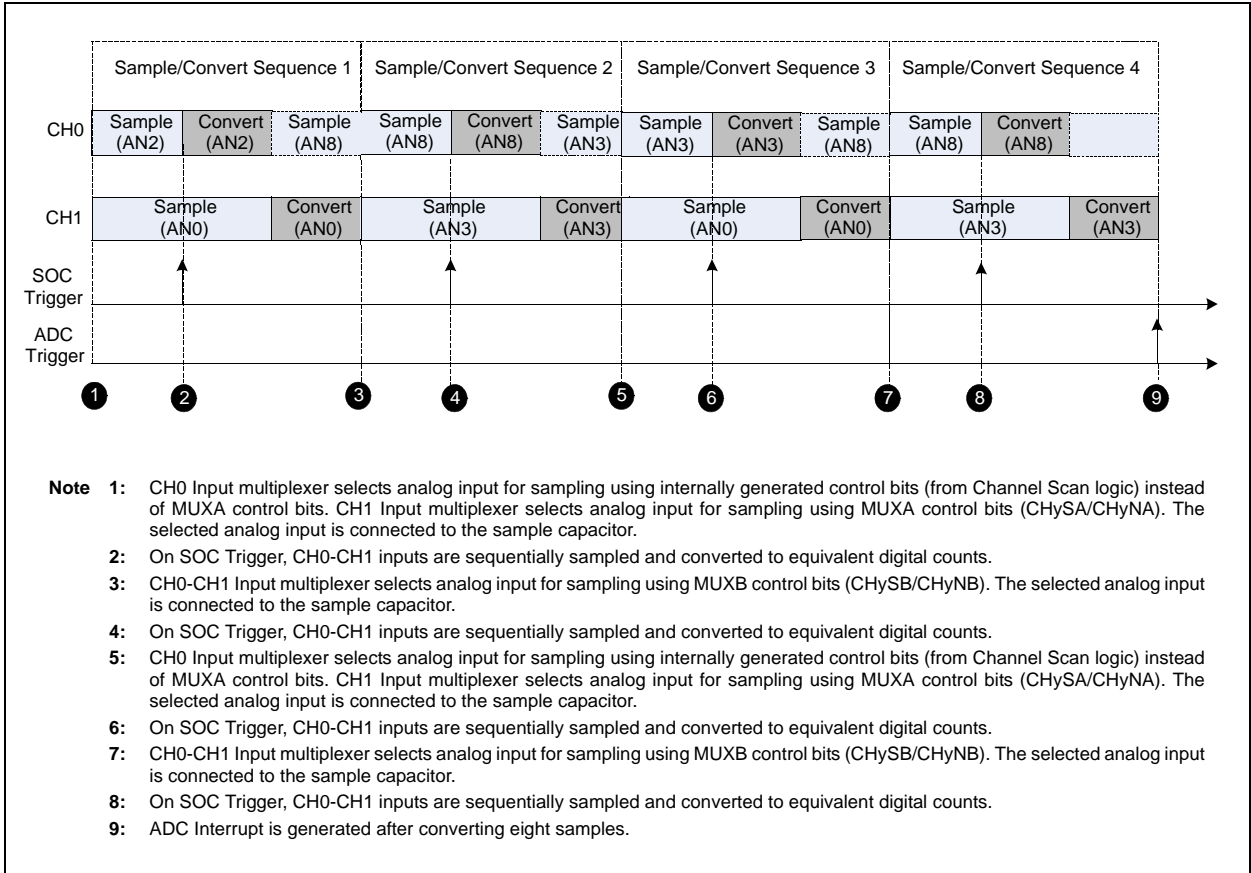 Sample/Convert Sequence 1 Sample/Convert Sequence 2 Sample/Convert Sequence 3 Sample/Convert Sequence 4
CH0
Sample (AN2) Convert (AN2) Sample (AN8) Sample (AN8) Convert (AN8) Sample (AN3) Sample (AN3) Convert (AN3) Sample (AN8) Sample (AN8) Convert (AN8)
CH1
Sample (AN0) Convert (AN0) Sample (AN3) Convert (AN3) Sample (AN0) Convert (AN0) Sample (AN3) Convert (AN3)
SOC
Trigger
ADC
Trigger
1 2 3 4 5 6 7 8 9
Note 1: CH0 Input multiplexer selects analog input for sampling using internally generated control bits (from Channel Scan logic) instead
of MUXA control bits. CH1 Input multiplexer selects analog input for sampling using MUXA control bits (CHySA/CHyNA). The
selected analog input is connected to the sample capacitor.
2: On SOC Trigger, CH0-CH1 inputs are sequentially sampled and converted to equivalent digital counts.
3: CH0-CH1 Input multiplexer selects analog input for sampling using MUXB control bits (CHySB/CHyNB). The selected analog input
is connected to the sample capacitor.
4: On SOC Trigger, CH0-CH1 inputs are sequentially sampled and converted to equivalent digital counts.
5: CH0 Input multiplexer selects analog input for sampling using internally generated control bits (from Channel Scan logic) instead
of MUXA control bits. CH1 Input multiplexer selects analog input for sampling using MUXA control bits (CHySA/CHyNA). The
selected analog input is connected to the sample capacitor.
6: On SOC Trigger, CH0-CH1 inputs are sequentially sampled and converted to equivalent digital counts.
7: CH0-CH1 Input multiplexer selects analog input for sampling using MUXB control bits (CHySB/CHyNB). The selected analog input
is connected to the sample capacitor.
8: On SOC Trigger, CH0-CH1 inputs are sequentially sampled and converted to equivalent digital counts.
9: ADC Interrupt is generated after converting eight samples.